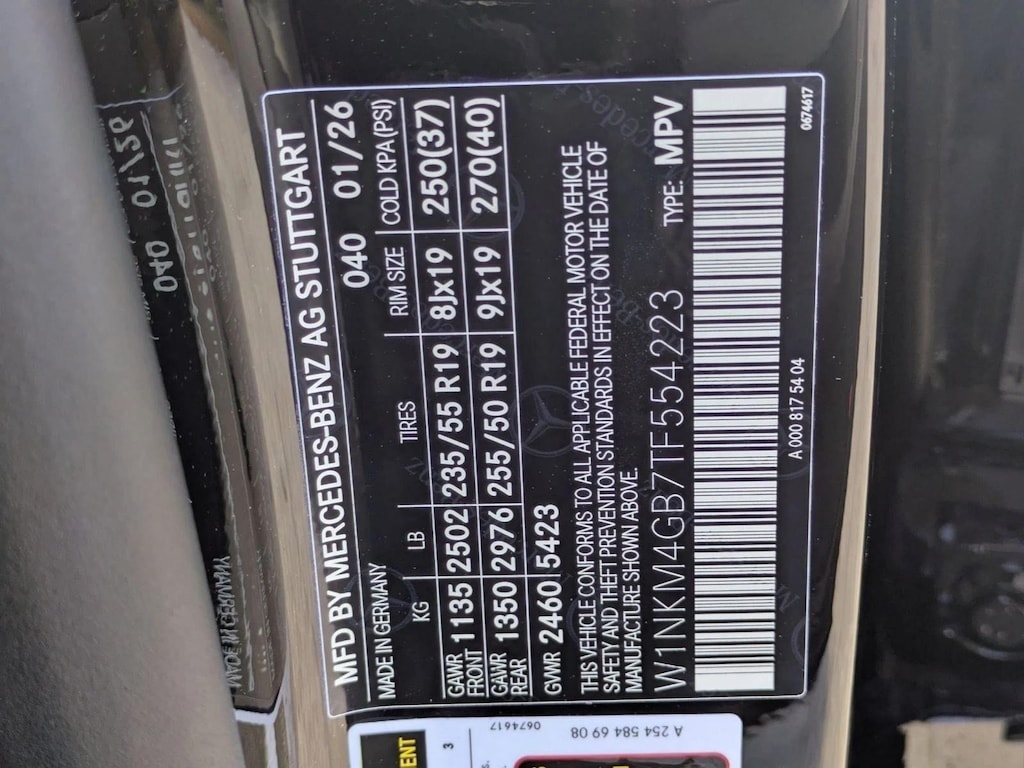 MFD BY MERCEDES-BENZ AG STUTTGART
MADE IN GERMANY 040 01/26
KG LB TIRES RIM SIZE COLD KPA(PSI)
GAWR FRONT 1135 2502 235/55 R19 8Jx19 250(37)
GAWR REAR 1350 2976 255/50 R19 9Jx19 270(40)
GWR 2460 5423
THIS VEHICLE CONFORMS TO ALL APPLICABLE FEDERAL MOTOR VEHICLE
SAFETY AND THEFT PREVENTION STANDARDS IN EFFECT ON THE DATE OF
MANUFACTURE SHOWN ABOVE.
W1NKM4GB7TF554223 TYPE: MPV
A 000 817 54 04 0674617
0674617
A 254 584 69 08
3